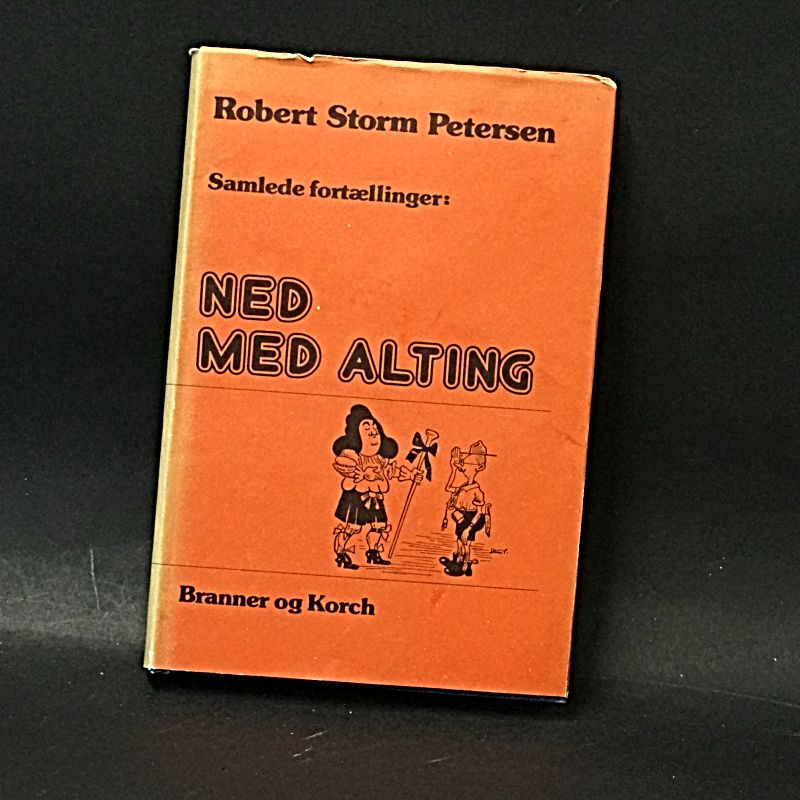 Robert Storm Petersen
Samlede fortællinger:
NED
MED ALTING
Branner og Korch